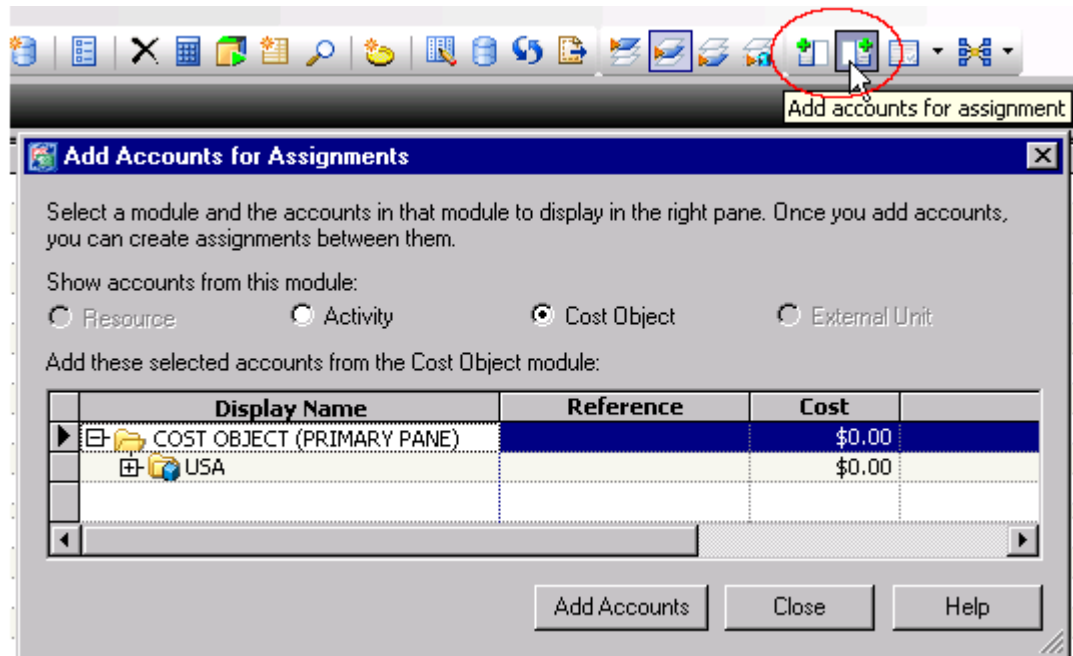 Add accounts for assignment
Add Accounts for Assignments
Select a module and the accounts in that module to display in the right pane. Once you add accounts,
you can create assignments between them.
Show accounts from this module:
Resource Activity Cost Object External Unit
Add these selected accounts from the Cost Object module:
Display Name Reference Cost
COST OBJECT (PRIMARY PANE) $0.00
USA $0.00
Add Accounts Close Help